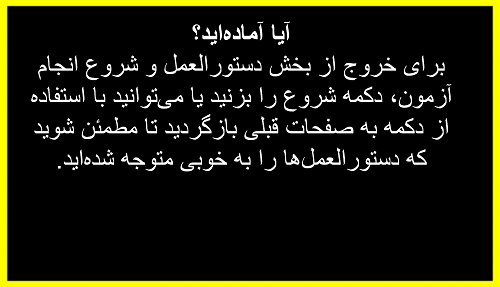 آیا آماده‌اید؟
برای خروج از بخش دستورالعمل و شروع انجام
آزمون، دکمه شروع را بزنید یا می‌توانید با استفاده
از دکمه به صفحات قبلی بازگردید تا مطمئن شوید
که دستورالعمل‌ها را به خوبی متوجه شده‌اید.